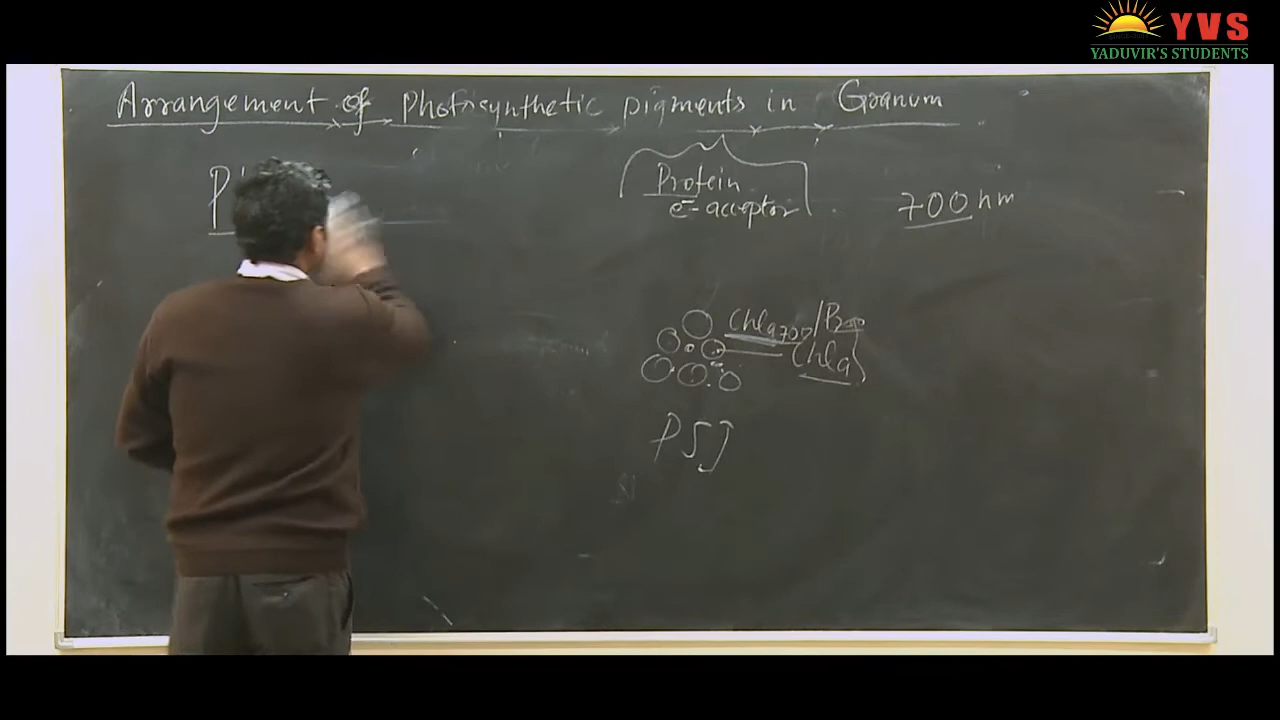 YVS
YADUVIR'S STUDENTS
Arrangement of Photosynthetic pigments in Granum
P
Protein
e⁻ acceptor
700 nm
Chla700/P700
Chla
PSI